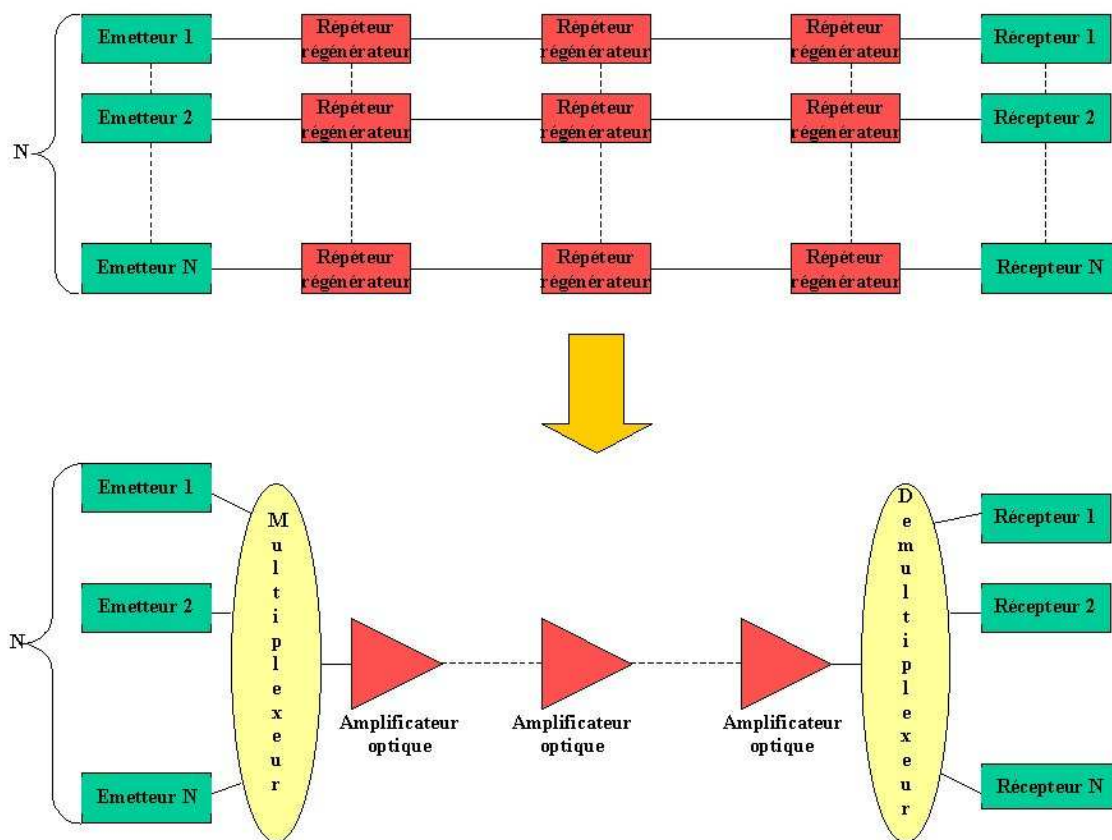 Emetteur 1
Répéteur
régénérateur
Répéteur
régénérateur
Répéteur
régénérateur
Récepteur 1
Emetteur 2
Répéteur
régénérateur
Répéteur
régénérateur
Répéteur
régénérateur
Récepteur 2
N
Emetteur N
Répéteur
régénérateur
Répéteur
régénérateur
Répéteur
régénérateur
Récepteur N
Emetteur 1
Emetteur 2
N
Emetteur N
Multiplexeur
Amplificateur
optique
Amplificateur
optique
Amplificateur
optique
Demultiplexeur
Récepteur 1
Récepteur 2
Récepteur N